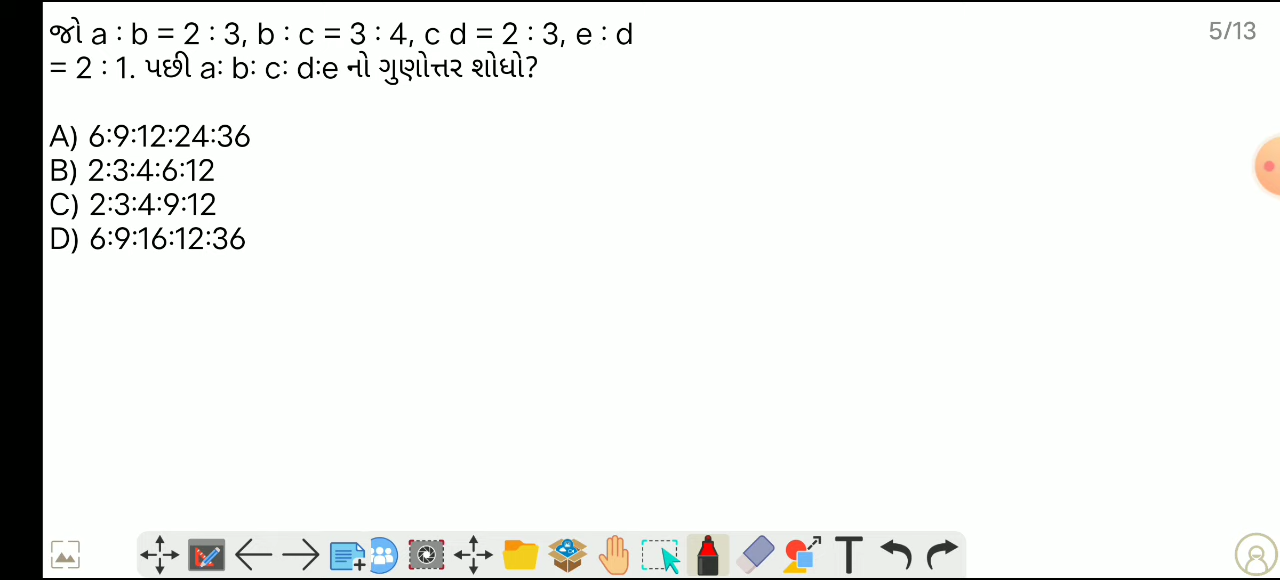 જો a : b = 2 : 3, b : c = 3 : 4, c d = 2 : 3, e : d
= 2 : 1. પછી a: b: c: d:e નો ગુણોત્તર શોધો?
5/13
A) 6:9:12:24:36
B) 2:3:4:6:12
C) 2:3:4:9:12
D) 6:9:16:12:36
T